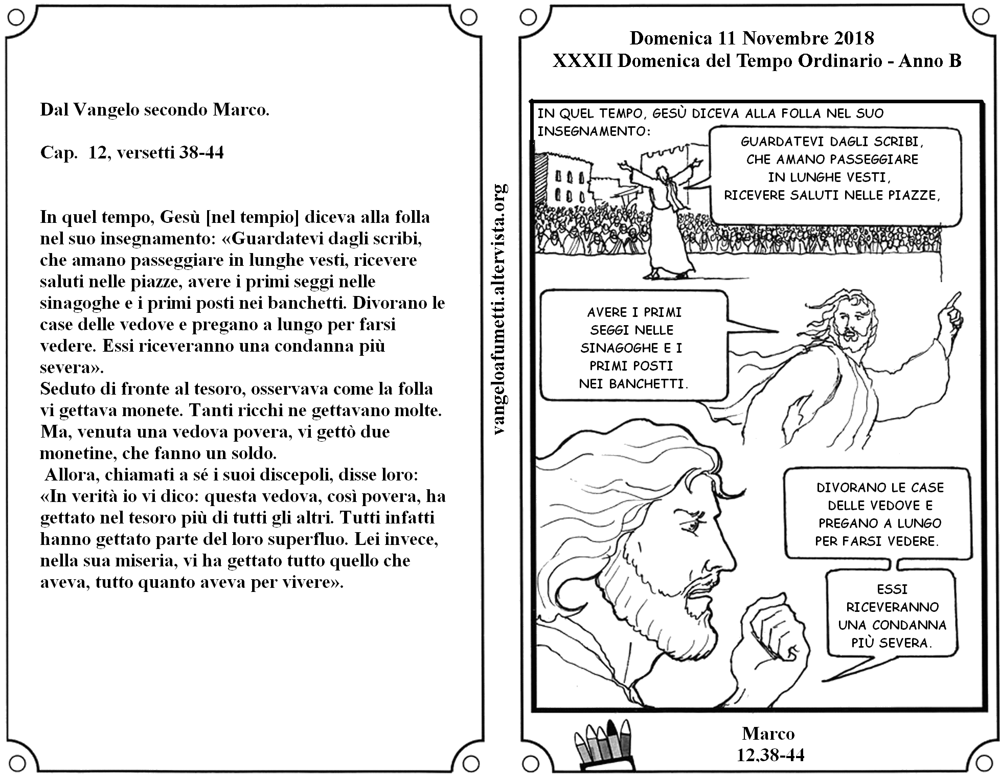 Dal Vangelo secondo Marco.
Cap. 12, versetti 38-44
In quel tempo, Gesù [nel tempio] diceva alla folla
nel suo insegnamento: «Guardatevi dagli scribi,
che amano passeggiare in lunghe vesti, ricevere
saluti nelle piazze, avere i primi seggi nelle
sinagoghe e i primi posti nei banchetti. Divorano le
case delle vedove e pregano a lungo per farsi
vedere. Essi riceveranno una condanna più
severa».
Seduto di fronte al tesoro, osservava come la folla
vi gettava monete. Tanti ricchi ne gettavano molte.
Ma, venuta una vedova povera, vi gettò due
monetine, che fanno un soldo.
Allora, chiamati a sé i suoi discepoli, disse loro:
«In verità io vi dico: questa vedova, così povera, ha
gettato nel tesoro più di tutti gli altri. Tutti infatti
hanno gettato parte del loro superfluo. Lei invece,
nella sua miseria, vi ha gettato tutto quello che
aveva, tutto quanto aveva per vivere».
vangeloafumetti.altervista.org
Domenica 11 Novembre 2018
XXXII Domenica del Tempo Ordinario - Anno B
IN QUEL TEMPO, GESÙ DICEVA ALLA FOLLA NEL SUO
INSEGNAMENTO:
GUARDATEVI DAGLI SCRIBI,
CHE AMANO PASSEGGIARE
IN LUNGHE VESTI,
RICEVERE SALUTI NELLE PIAZZE,
AVERE I PRIMI
SEGGI NELLE
SINAGOGHE E I
PRIMI POSTI
NEI BANCHETTI.
DIVORANO LE CASE
DELLE VEDOVE E
PREGANO A LUNGO
PER FARSI VEDERE.
ESSI
RICEVERANNO
UNA CONDANNA
PIÙ SEVERA.
Marco
12,38-44